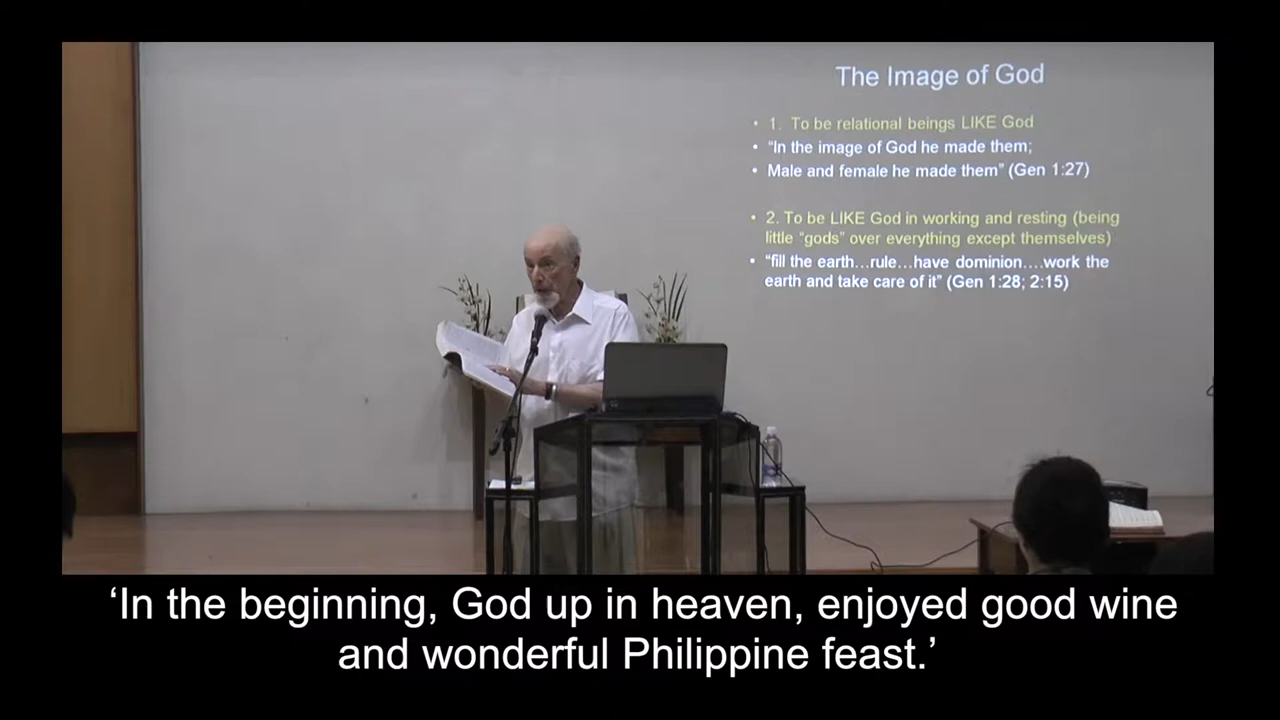 The Image of God
• 1. To be relational beings LIKE God
• “In the image of God he made them;
• Male and female he made them” (Gen 1:27)
• 2. To be LIKE God in working and resting (being
little “gods” over everything except themselves)
• “fill the earth…rule…have dominion….work the
earth and take care of it” (Gen 1:28; 2:15)
‘In the beginning, God up in heaven, enjoyed good wine
and wonderful Philippine feast.’